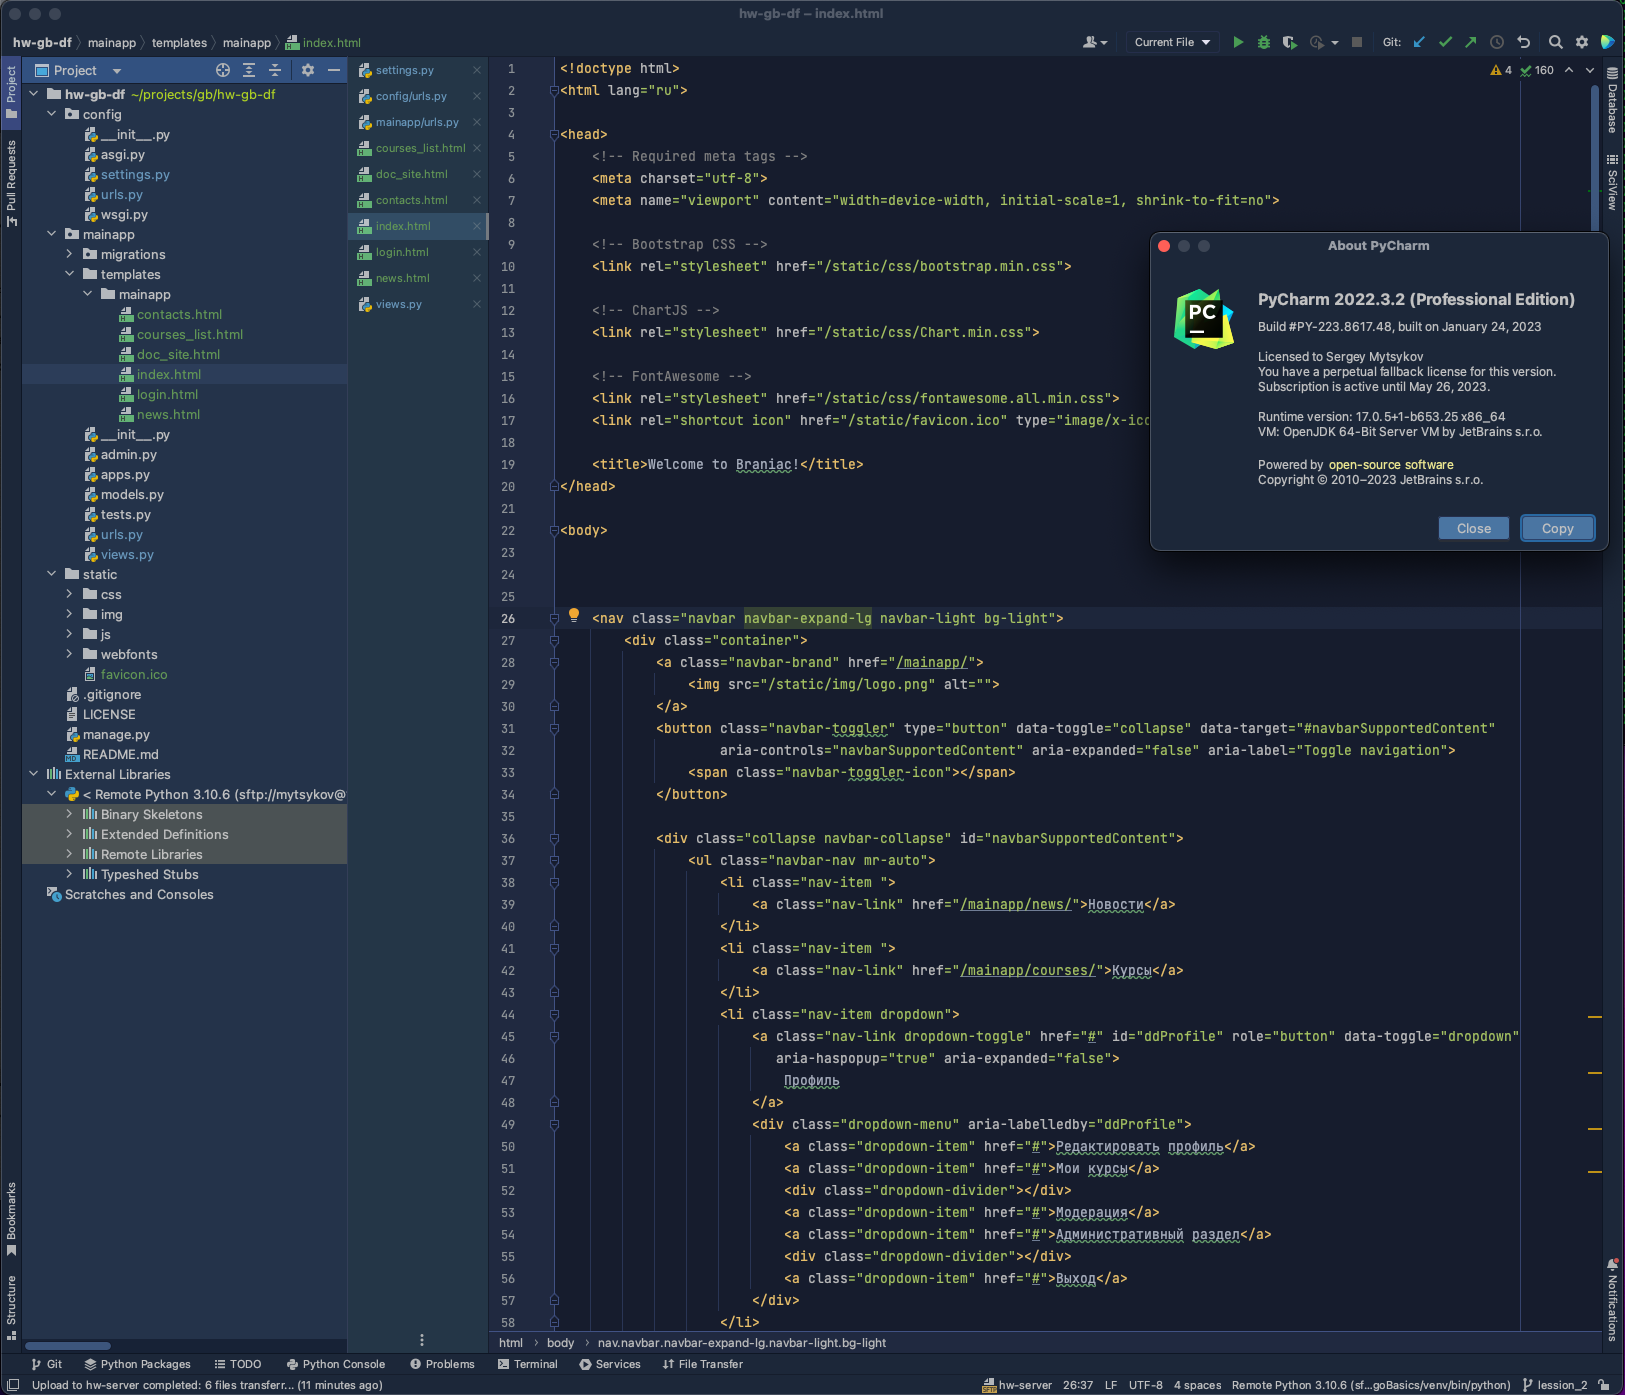 hw-gb-df – index.html
hw-gb-df mainapp templates mainapp index.html
Current File
Git:
Project
Project
hw-gb-df ~/projects/gb/hw-gb-df
config
__init__.py
asgi.py
settings.py
urls.py
wsgi.py
mainapp
migrations
templates
mainapp
contacts.html
courses_list.html
doc_site.html
index.html
login.html
news.html
__init__.py
admin.py
apps.py
models.py
tests.py
urls.py
views.py
static
css
img
js
webfonts
favicon.ico
.gitignore
LICENSE
manage.py
README.md
External Libraries
< Remote Python 3.10.6 (sftp://mytsykov@
Binary Skeletons
Extended Definitions
Remote Libraries
Typeshed Stubs
Scratches and Consoles
Pull Requests
Bookmarks
Structure
settings.py
config/urls.py
mainapp/urls.py
courses_list.html
doc_site.html
contacts.html
index.html
login.html
news.html
views.py
4 160
1 <!doctype html>
2 <html lang="ru">
3
4 <head>
5 <!-- Required meta tags -->
6 <meta charset="utf-8">
7 <meta name="viewport" content="width=device-width, initial-scale=1, shrink-to-fit=no">
8
9 <!-- Bootstrap CSS -->
10 <link rel="stylesheet" href="/static/css/bootstrap.min.css">
11
12 <!-- ChartJS -->
13 <link rel="stylesheet" href="/static/css/Chart.min.css">
14
15 <!-- FontAwesome -->
16 <link rel="stylesheet" href="/static/css/fontawesome.all.min.css">
17 <link rel="shortcut icon" href="/static/favicon.ico" type="image/x-ico
18
19 <title>Welcome to Braniac!</title>
20 </head>
21
22 <body>
23
24
25
26 <nav class="navbar navbar-expand-lg navbar-light bg-light">
27 <div class="container">
28 <a class="navbar-brand" href="/mainapp/">
29 <img src="/static/img/logo.png" alt="">
30 </a>
31 <button class="navbar-toggler" type="button" data-toggle="collapse" data-target="#navbarSupportedContent"
32 aria-controls="navbarSupportedContent" aria-expanded="false" aria-label="Toggle navigation">
33 <span class="navbar-toggler-icon"></span>
34 </button>
35
36 <div class="collapse navbar-collapse" id="navbarSupportedContent">
37 <ul class="navbar-nav mr-auto">
38 <li class="nav-item ">
39 <a class="nav-link" href="/mainapp/news/">Новости</a>
40 </li>
41 <li class="nav-item ">
42 <a class="nav-link" href="/mainapp/courses/">Курсы</a>
43 </li>
44 <li class="nav-item dropdown">
45 <a class="nav-link dropdown-toggle" href="#" id="ddProfile" role="button" data-toggle="dropdown"
46 aria-haspopup="true" aria-expanded="false">
47 Профиль
48 </a>
49 <div class="dropdown-menu" aria-labelledby="ddProfile">
50 <a class="dropdown-item" href="#">Редактировать профиль</a>
51 <a class="dropdown-item" href="#">Мои курсы</a>
52 <div class="dropdown-divider"></div>
53 <a class="dropdown-item" href="#">Модерация</a>
54 <a class="dropdown-item" href="#">Административный раздел</a>
55 <div class="dropdown-divider"></div>
56 <a class="dropdown-item" href="#">Выход</a>
57 </div>
58 </li>
About PyCharm
PC
PyCharm 2022.3.2 (Professional Edition)
Build #PY-223.8617.48, built on January 24, 2023
Licensed to Sergey Mytsykov
You have a perpetual fallback license for this version.
Subscription is active until May 26, 2023.
Runtime version: 17.0.5+1-b653.25 x86_64
VM: OpenJDK 64-Bit Server VM by JetBrains s.r.o.
Powered by open-source software
Copyright © 2010–2023 JetBrains s.r.o.
Close Copy
Database
SciView
Notifications
html body nav.navbar.navbar-expand-lg.navbar-light.bg-light
Git Python Packages TODO Python Console Problems Terminal Services File Transfer
Upload to hw-server completed: 6 files transferr... (11 minutes ago)
SFTP hw-server 26:37 LF UTF-8 4 spaces Remote Python 3.10.6 (sf...goBasics/venv/bin/python) lession_2